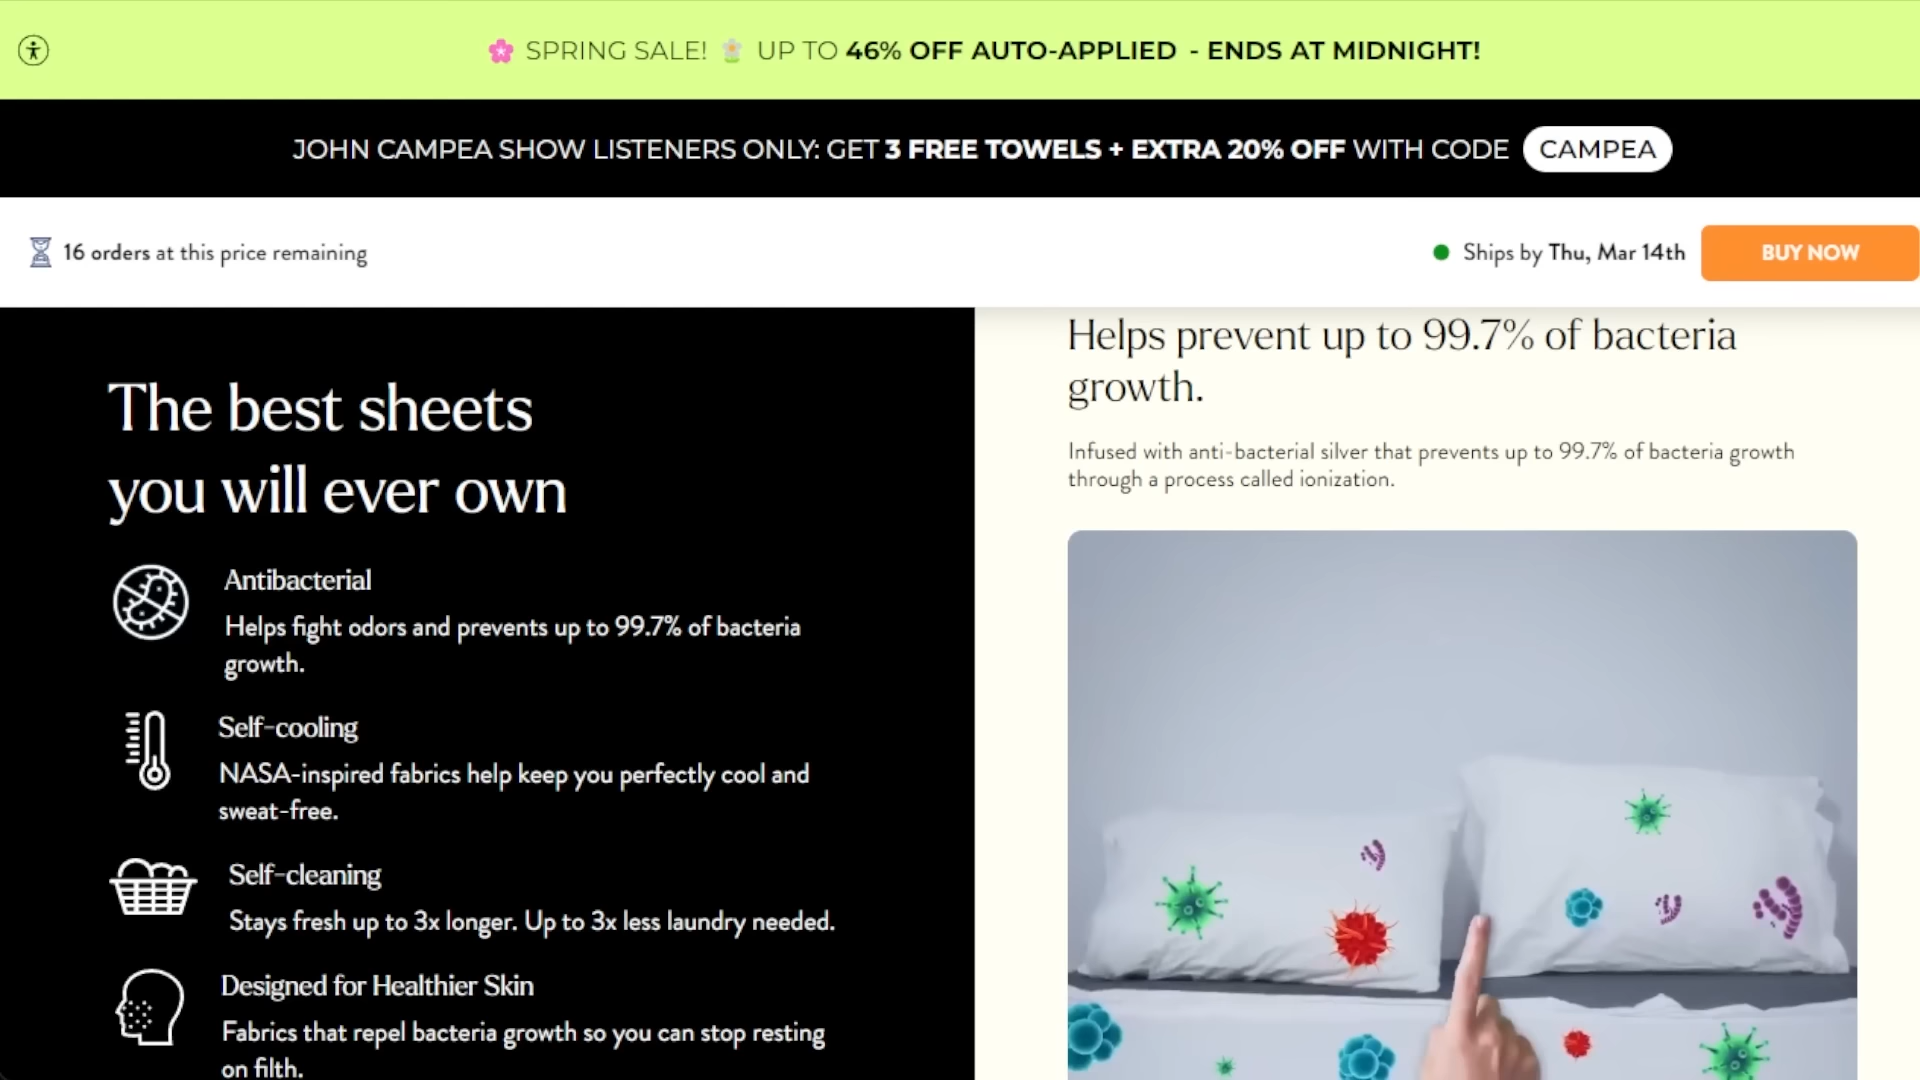 SPRING SALE! UP TO 46% OFF AUTO-APPLIED - ENDS AT MIDNIGHT!
JOHN CAMPEA SHOW LISTENERS ONLY: GET 3 FREE TOWELS + EXTRA 20% OFF WITH CODE CAMPEA
16 orders at this price remaining
Ships by Thu, Mar 14th
BUY NOW
The best sheets
you will ever own
Antibacterial
Helps fight odors and prevents up to 99.7% of bacteria
growth.
Self-cooling
NASA-inspired fabrics help keep you perfectly cool and
sweat-free.
Self-cleaning
Stays fresh up to 3x longer. Up to 3x less laundry needed.
Designed for Healthier Skin
Fabrics that repel bacteria growth so you can stop resting
on filth.
Helps prevent up to 99.7% of bacteria
growth.
Infused with anti-bacterial silver that prevents up to 99.7% of bacteria growth
through a process called ionization.